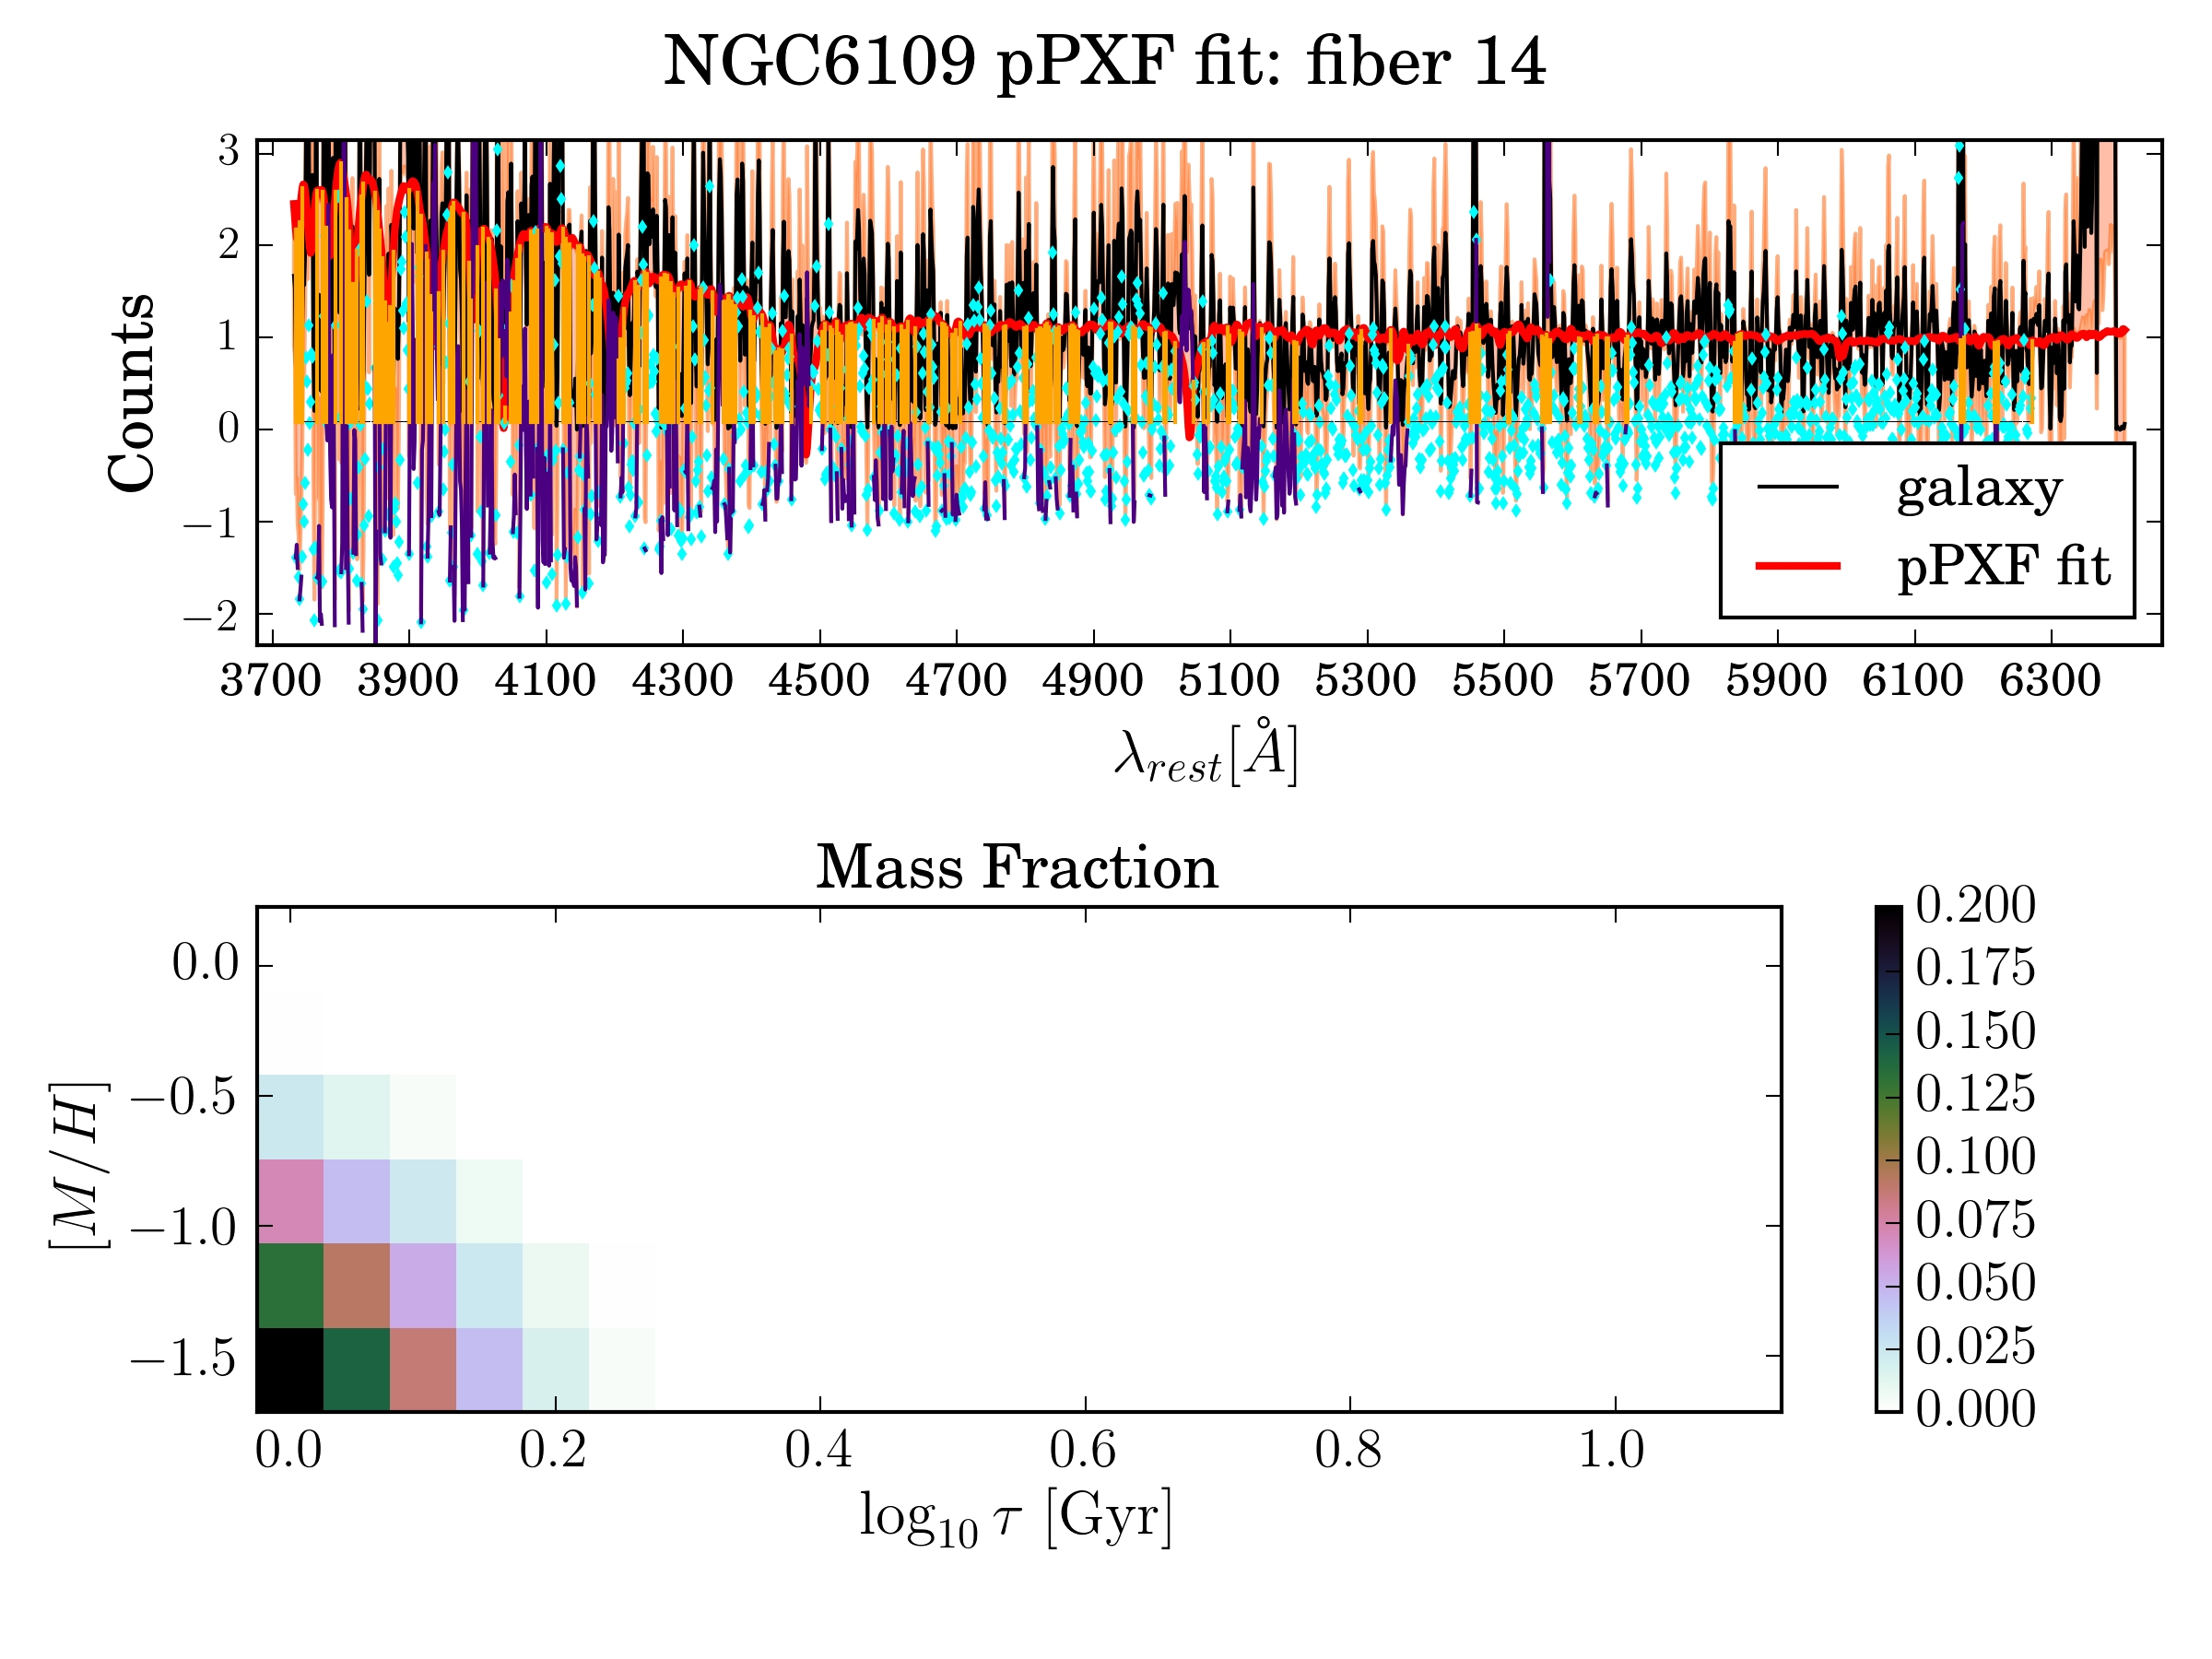 NGC6109 pPXF fit: fiber 14
3
2
1
0
−1
−2
Counts
galaxy
pPXF fit
3700 3900 4100 4300 4500 4700 4900 5100 5300 5500 5700 5900 6100 6300
λrest[Å]
Mass Fraction
0.0
−0.5
−1.0
−1.5
[M/H]
0.0 0.2 0.4 0.6 0.8 1.0
log10 τ [Gyr]
0.200
0.175
0.150
0.125
0.100
0.075
0.050
0.025
0.000